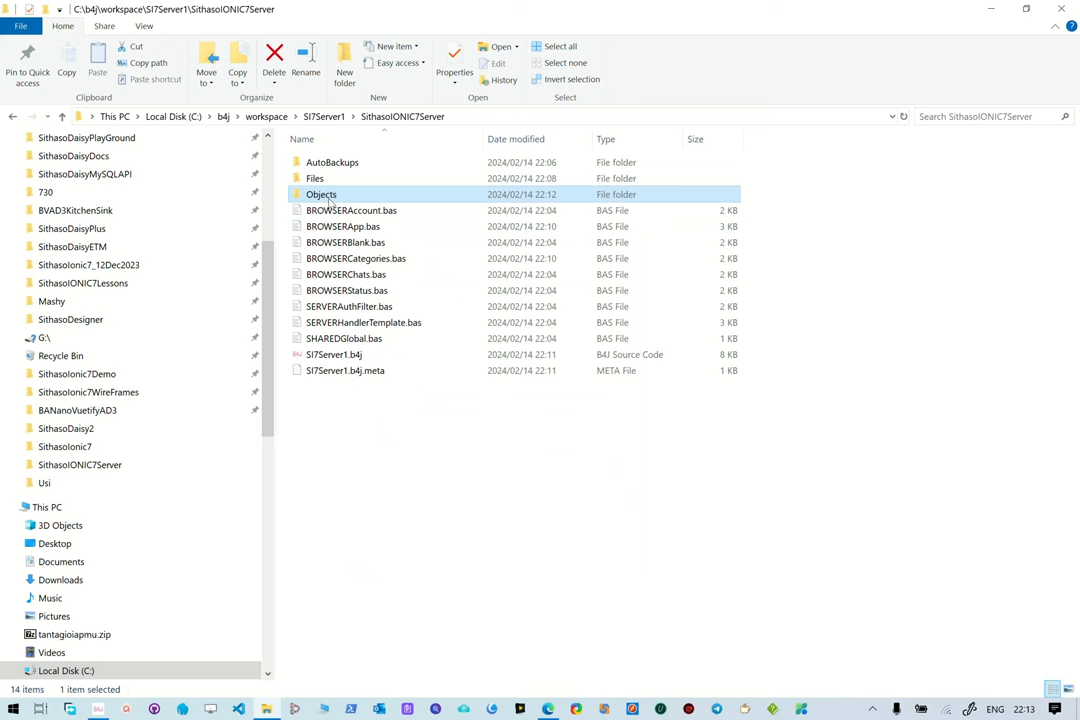 C:\b4j\workspace\SI7Server1\SithasoIONIC7Server
File
Home
Share
View
Pin to Quick access
Copy
Paste
Cut
Copy path
Paste shortcut
Clipboard
Move to
Copy to
Delete
Rename
Organize
New folder
New item
Easy access
New
Properties
Open
Edit
History
Open
Select all
Select none
Invert selection
Select
This PC > Local Disk (C:) > b4j > workspace > SI7Server1 > SithasoIONIC7Server
Search SithasoIONIC7Server
SithasoDaisyPlayGround
SithasoDaisyDocs
SithasoDaisyMySQLAPI
730
BVAD3KitchenSink
SithasoDaisyPlus
SithasoDaisyETM
SithasoIonic7_12Dec2023
SithasoIONIC7Lessons
Mashy
SithasoDesigner
G:\
Recycle Bin
SithasoIonic7Demo
SithasoIonic7WireFrames
BANanoVuetifyAD3
SithasoDaisy2
SithasoIonic7
SithasoIONIC7Server
Usi
This PC
3D Objects
Desktop
Documents
Downloads
Music
Pictures
tantagioiapmu.zip
Videos
Local Disk (C:)
Name Date modified Type Size
AutoBackups 2024/02/14 22:06 File folder
Files 2024/02/14 22:08 File folder
Objects 2024/02/14 22:12 File folder
BROWSERAccount.bas 2024/02/14 22:04 BAS File 2 KB
BROWSERApp.bas 2024/02/14 22:10 BAS File 3 KB
BROWSERBlank.bas 2024/02/14 22:04 BAS File 2 KB
BROWSERCategories.bas 2024/02/14 22:10 BAS File 2 KB
BROWSERChats.bas 2024/02/14 22:04 BAS File 2 KB
BROWSERStatus.bas 2024/02/14 22:04 BAS File 2 KB
SERVERAuthFilter.bas 2024/02/14 22:04 BAS File 2 KB
SERVERHandlerTemplate.bas 2024/02/14 22:04 BAS File 3 KB
SHAREDGlobal.bas 2024/02/14 22:04 BAS File 1 KB
SI7Server1.b4j 2024/02/14 22:11 B4J Source Code 8 KB
SI7Server1.b4j.meta 2024/02/14 22:11 META File 1 KB
14 items 1 item selected
ENG 22:13